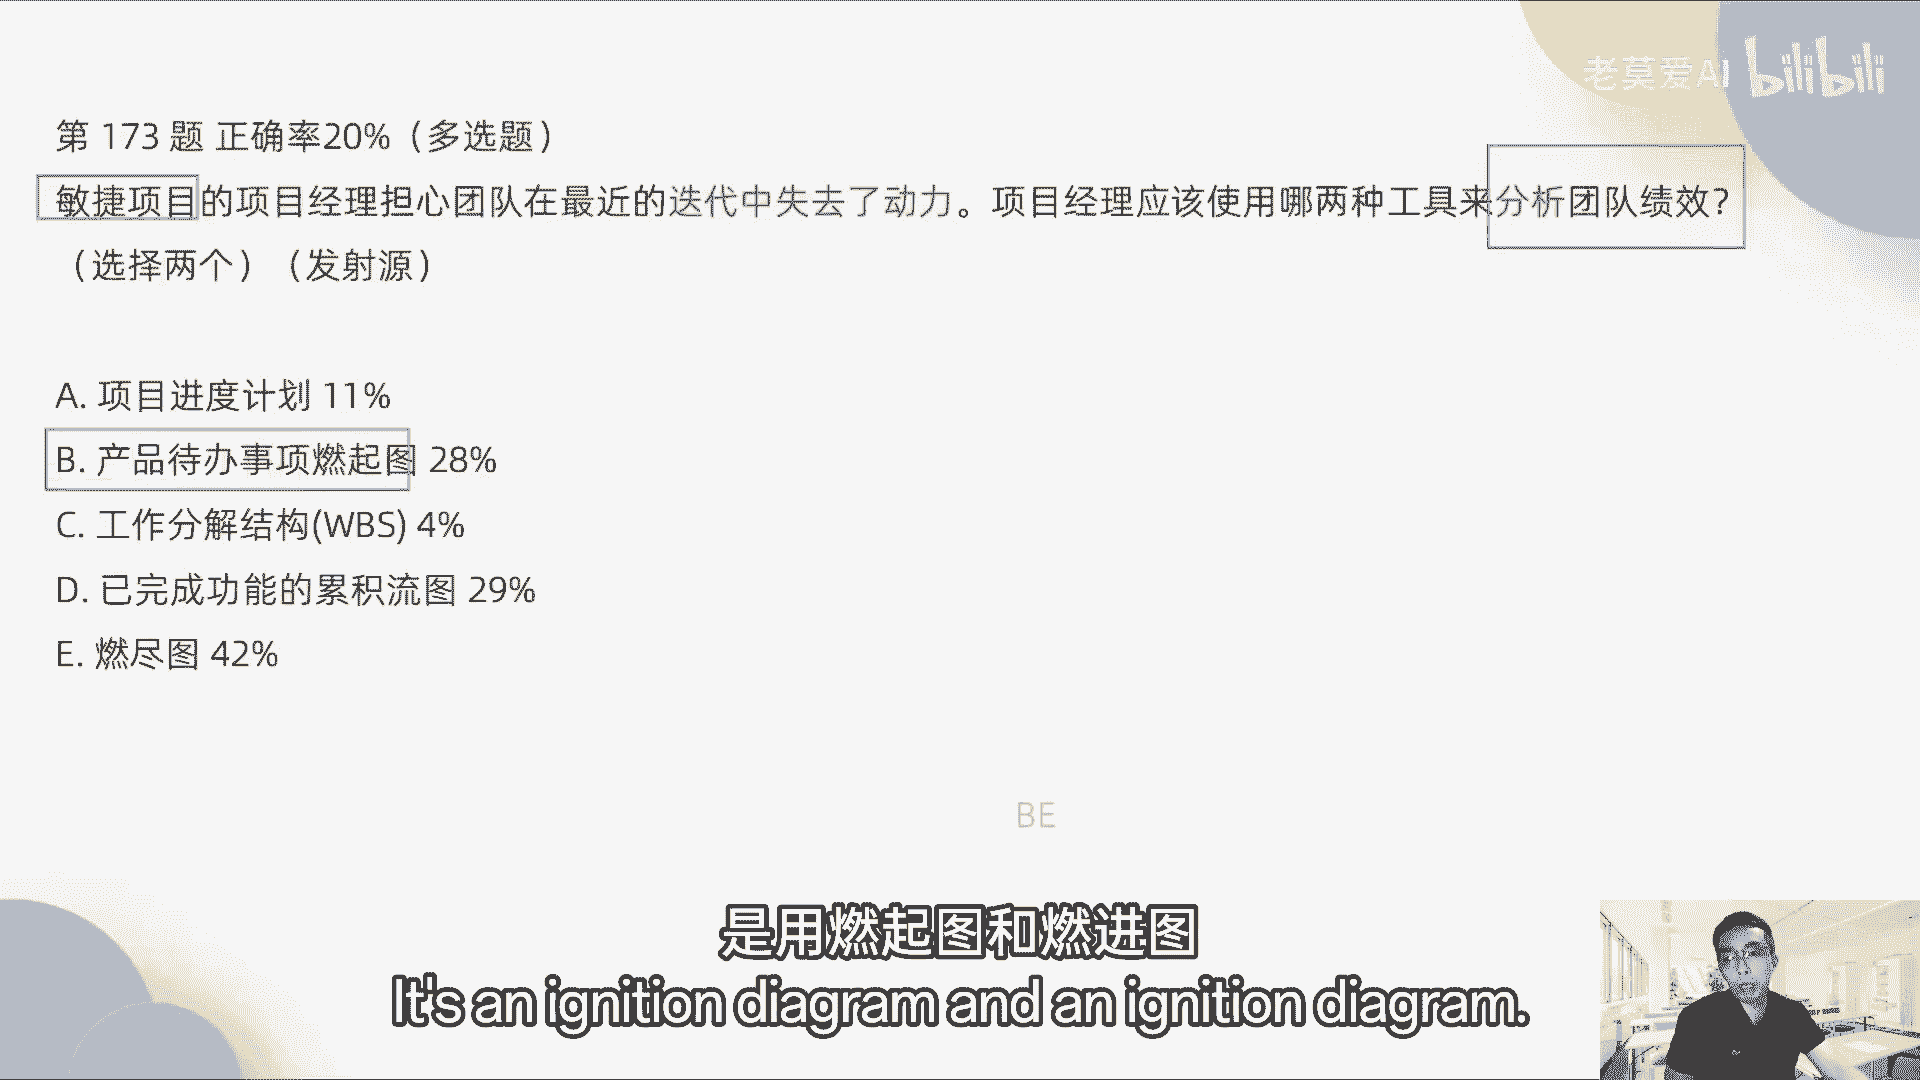 老莫爱AI bilibili
第 173 题 正确率20%（多选题）
敏捷项目的项目经理担心团队在最近的迭代中失去了动力。项目经理应该使用哪两种工具来分析团队绩效？
（选择两个）（发射源）
A. 项目进度计划 11%
B. 产品待办事项燃起图 28%
C. 工作分解结构(WBS) 4%
D. 已完成功能的累积流图 29%
E. 燃尽图 42%
BE
是用燃起图和燃进图
It's an ignition diagram and an ignition diagram.